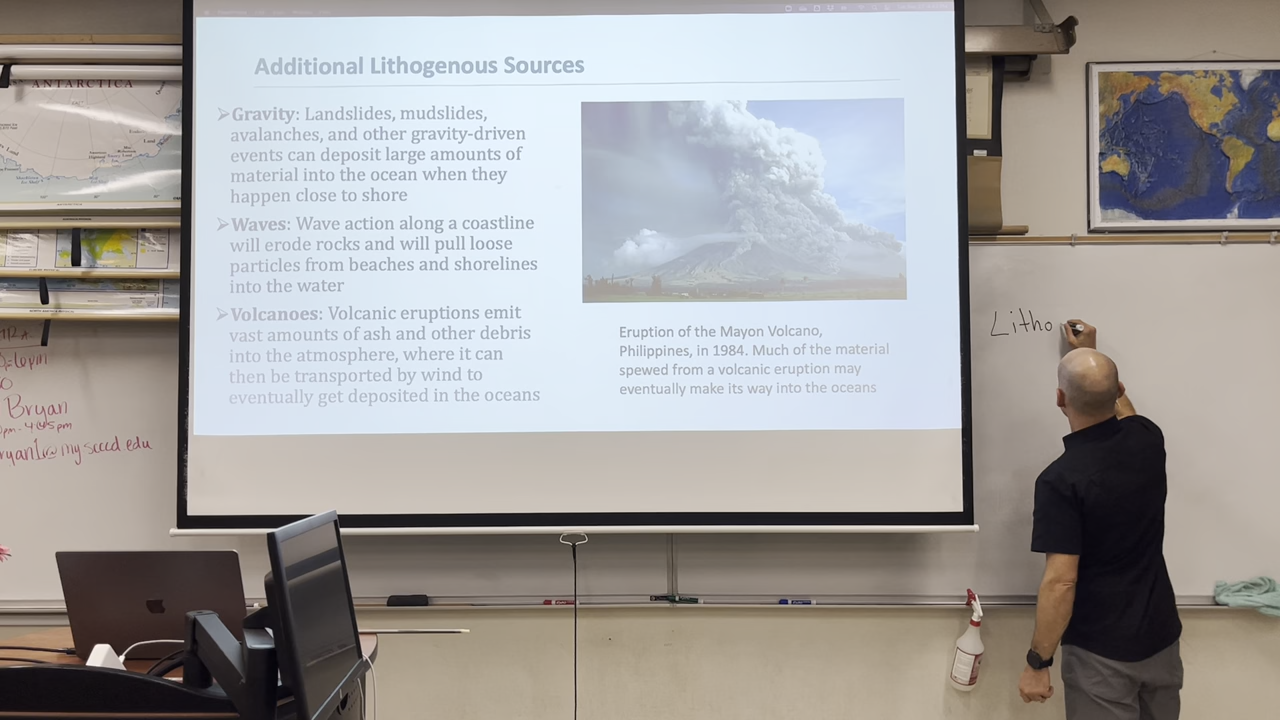 Additional Lithogenous Sources
➢Gravity: Landslides, mudslides,
avalanches, and other gravity-driven
events can deposit large amounts of
material into the ocean when they
happen close to shore
➢Waves: Wave action along a coastline
will erode rocks and will pull loose
particles from beaches and shorelines
into the water
➢Volcanoes: Volcanic eruptions emit
vast amounts of ash and other debris
into the atmosphere, where it can
then be transported by wind to
eventually get deposited in the oceans
Eruption of the Mayon Volcano,
Philippines, in 1984. Much of the material
spewed from a volcanic eruption may
eventually make its way into the oceans
Litho
ANTARCTICA
Bryan